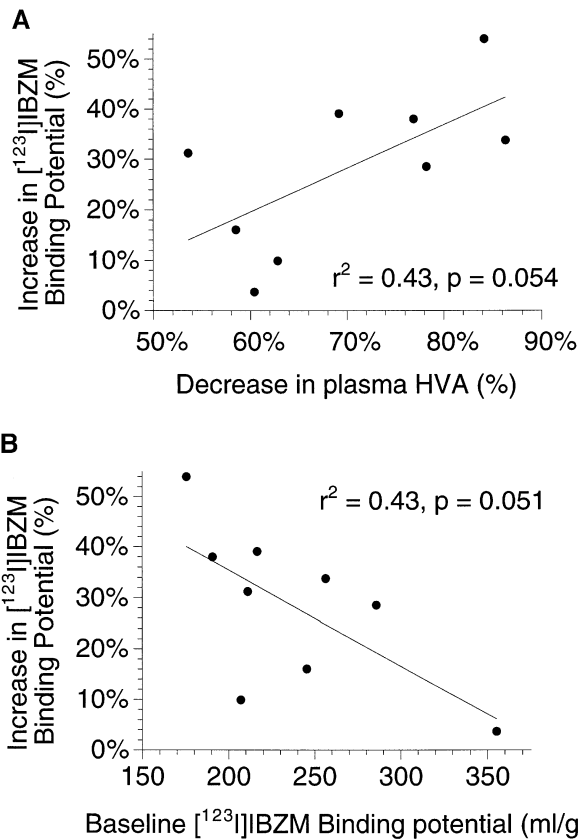 A
Increase in [¹²³I]IBZM
Binding Potential (%)
50%
40%
30%
20%
10%
0%
r² = 0.43, p = 0.054
50% 60% 70% 80% 90%
Decrease in plasma HVA (%)
B
Increase in [¹²³I]IBZM
Binding Potential (%)
r² = 0.43, p = 0.051
50%
40%
30%
20%
10%
0%
150 200 250 300 350
Baseline [¹²³I]IBZM Binding potential (ml/g